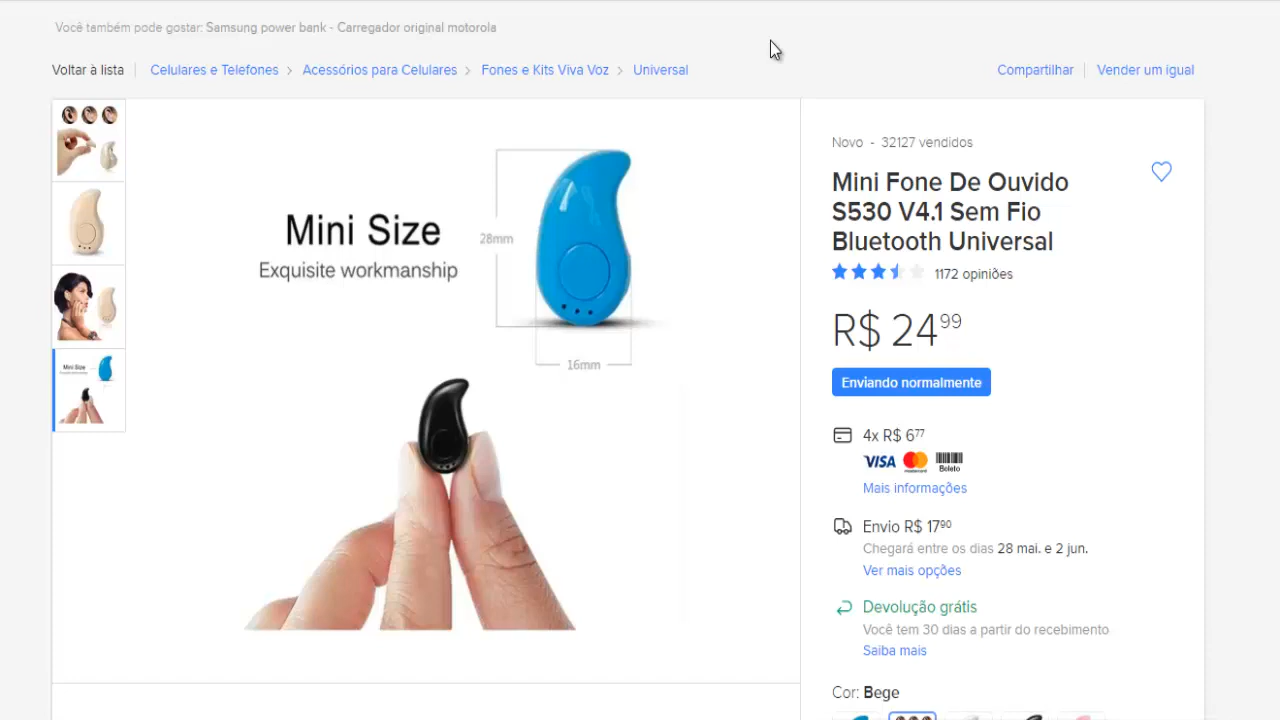 Você também pode gostar: Samsung power bank - Carregador original motorola
Voltar à lista
Celulares e Telefones > Acessórios para Celulares > Fones e Kits Viva Voz > Universal
Compartilhar
Vender um igual
Mini Size
Exquisite workmanship
28mm
16mm
Mini Size
Novo - 32127 vendidos
Mini Fone De Ouvido
S530 V4.1 Sem Fio
Bluetooth Universal
1172 opiniões
R$ 24 99
Enviando normalmente
4x R$ 6 77
VISA
mastercard
Boleto
Mais informações
Envio R$ 17 90
Chegará entre os dias 28 mai. e 2 jun.
Ver mais opções
Devolução grátis
Você tem 30 dias a partir do recebimento
Saiba mais
Cor: Bege